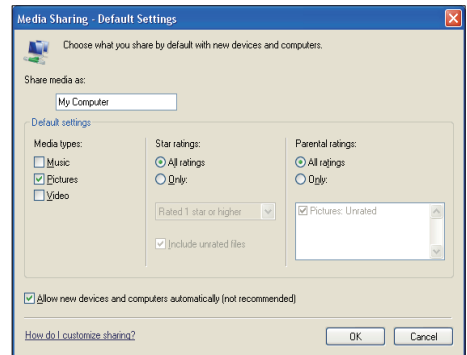 Media Sharing - Default Settings
Choose what you share by default with new devices and computers.
Share media as:
My Computer
Default settings
Media types:
Music
Pictures
Video
Star ratings:
All ratings
Only:
Rated 1 star or higher
Include unrated files
Parental ratings:
All ratings
Only:
Pictures: Unrated
Allow new devices and computers automatically (not recommended)
How do I customize sharing?
OK
Cancel